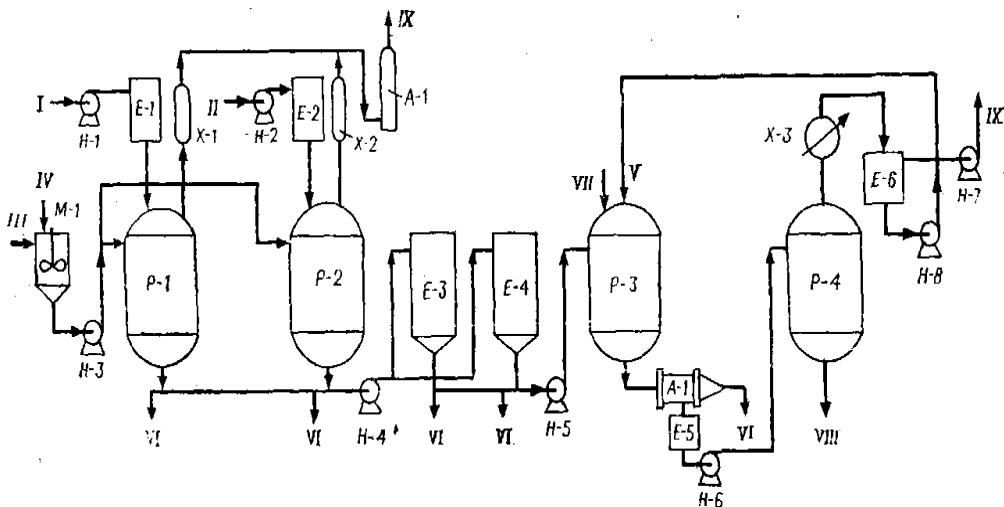 IX
I
H-1
E-1
X-1
II
H-2
E-2
X-2
A-1
X-3
E-6
IX
H-7
H-8
IV
M-1
III
H-3
P-1
P-2
E-3
E-4
VII
V
P-3
P-4
VI
VI
H-4
VI
VI
H-5
A-1
E-5
VI
H-6
VIII